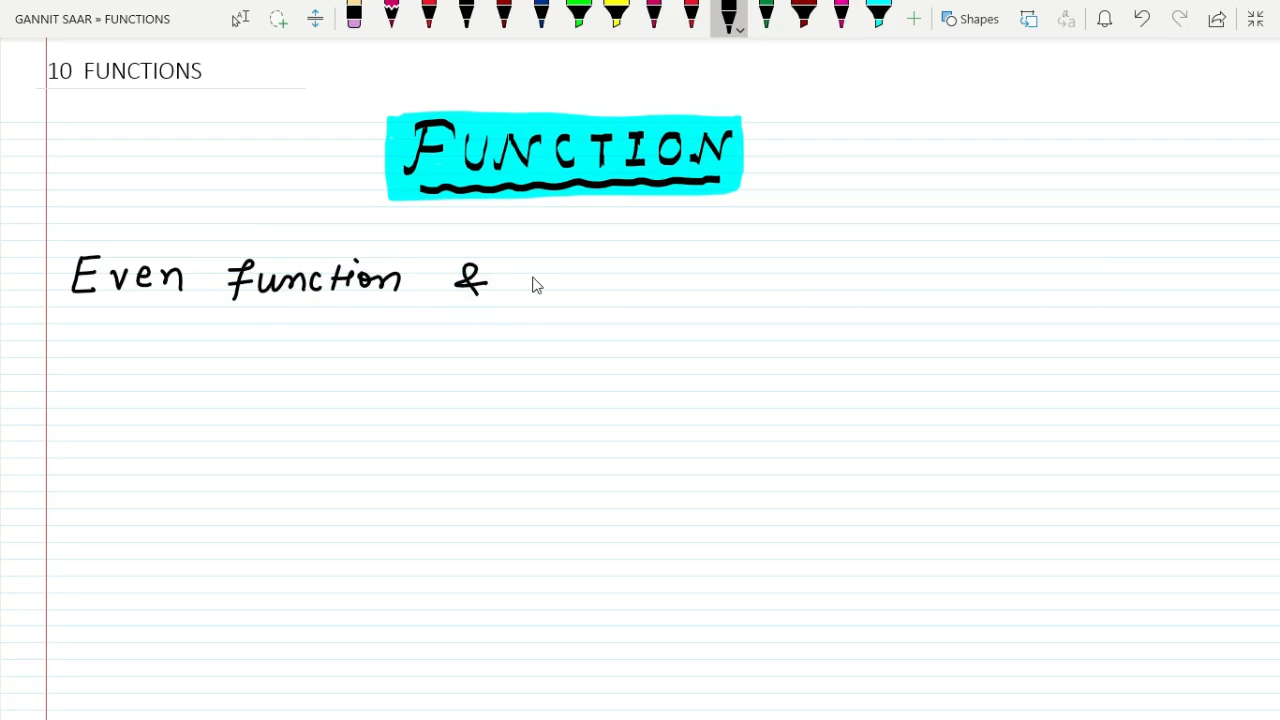 GANNIT SAAR » FUNCTIONS
Shapes
10 FUNCTIONS
FUNCTION
Even function &